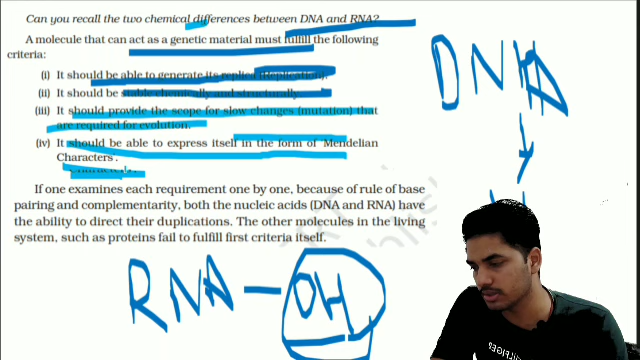 Can you recall the two chemical differences between DNA and RNA?
A molecule that can act as a genetic material must fulfill the following
criteria:
(i) It should be able to generate its replica (Replication).
(ii) It should be stable chemically and structurally.
(iii) It should provide the scope for slow changes (mutation) that
are required for evolution.
(iv) It should be able to express itself in the form of 'Mendelian
Characters'.
If one examines each requirement one by one, because of rule of base
pairing and complementarity, both the nucleic acids (DNA and RNA) have
the ability to direct their duplications. The other molecules in the living
system, such as proteins fail to fulfill first criteria itself.
DNA
RNA – OH